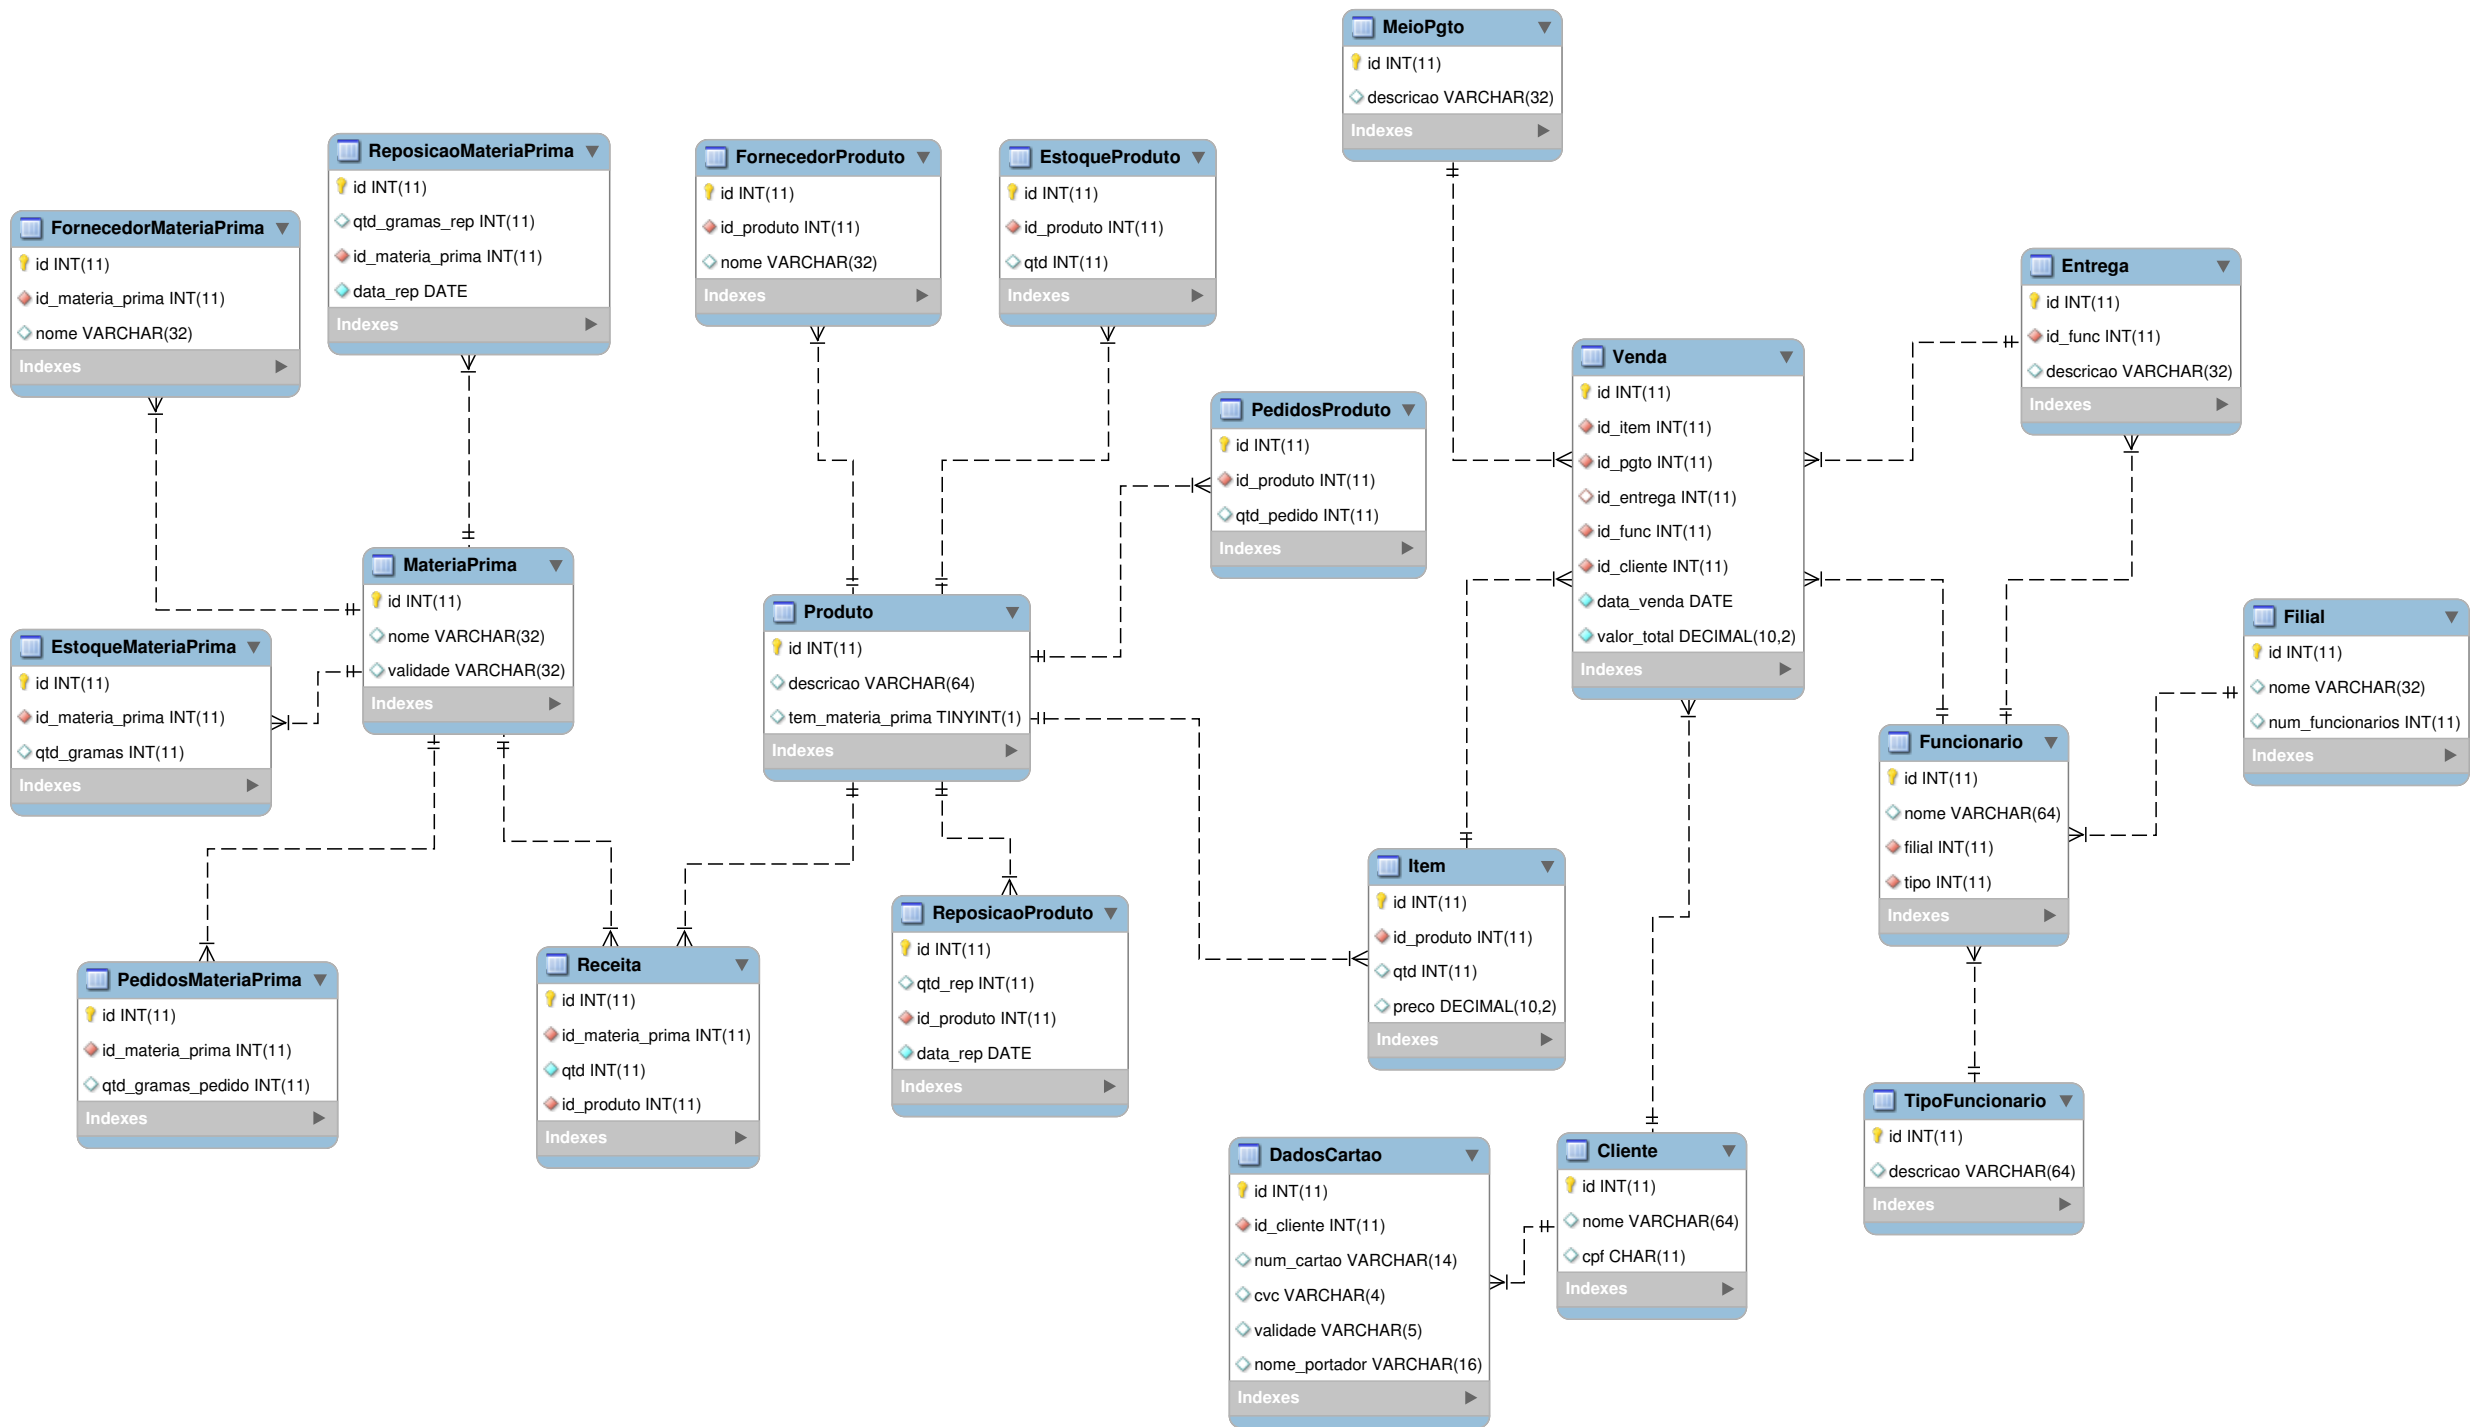 MeioPgto
id INT(11)
descricao VARCHAR(32)
Indexes
ReposicaoMateriaPrima
id INT(11)
qtd_gramas_rep INT(11)
id_materia_prima INT(11)
data_rep DATE
Indexes
FornecedorProduto
id INT(11)
id_produto INT(11)
nome VARCHAR(32)
Indexes
EstoqueProduto
id INT(11)
id_produto INT(11)
qtd INT(11)
Indexes
FornecedorMateriaPrima
id INT(11)
id_materia_prima INT(11)
nome VARCHAR(32)
Indexes
Entrega
id INT(11)
id_func INT(11)
descricao VARCHAR(32)
Indexes
Venda
id INT(11)
id_item INT(11)
id_pgto INT(11)
id_entrega INT(11)
id_func INT(11)
id_cliente INT(11)
data_venda DATE
valor_total DECIMAL(10,2)
Indexes
PedidosProduto
id INT(11)
id_produto INT(11)
qtd_pedido INT(11)
Indexes
MateriaPrima
id INT(11)
nome VARCHAR(32)
validade VARCHAR(32)
Indexes
Produto
id INT(11)
descricao VARCHAR(64)
tem_materia_prima TINYINT(1)
Indexes
Filial
id INT(11)
nome VARCHAR(32)
num_funcionarios INT(11)
Indexes
EstoqueMateriaPrima
id INT(11)
id_materia_prima INT(11)
qtd_gramas INT(11)
Indexes
Funcionario
id INT(11)
nome VARCHAR(64)
filial INT(11)
tipo INT(11)
Indexes
Item
id INT(11)
id_produto INT(11)
qtd INT(11)
preco DECIMAL(10,2)
Indexes
ReposicaoProduto
id INT(11)
qtd_rep INT(11)
id_produto INT(11)
data_rep DATE
Indexes
Receita
id INT(11)
id_materia_prima INT(11)
qtd INT(11)
id_produto INT(11)
Indexes
PedidosMateriaPrima
id INT(11)
id_materia_prima INT(11)
qtd_gramas_pedido INT(11)
Indexes
TipoFuncionario
id INT(11)
descricao VARCHAR(64)
Indexes
DadosCartao
id INT(11)
id_cliente INT(11)
num_cartao VARCHAR(14)
cvc VARCHAR(4)
validade VARCHAR(5)
nome_portador VARCHAR(16)
Indexes
Cliente
id INT(11)
nome VARCHAR(64)
cpf CHAR(11)
Indexes